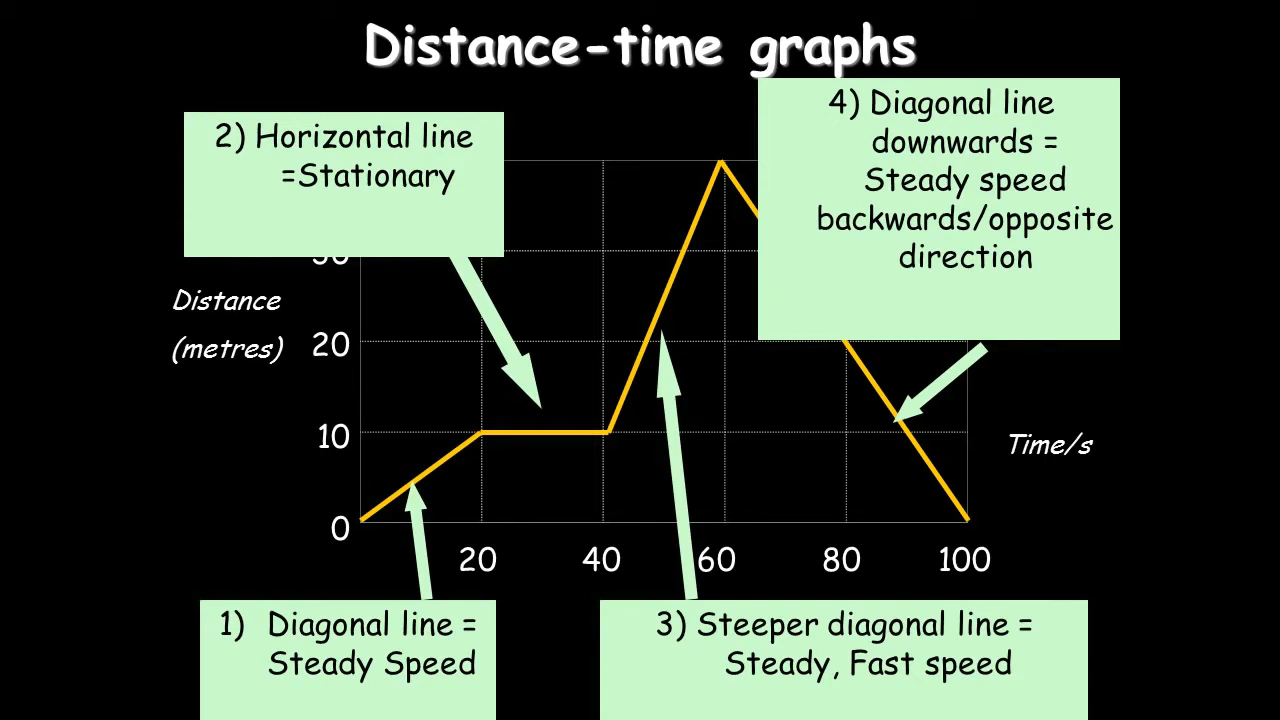 Distance-time graphs
4) Diagonal line
downwards =
Steady speed
backwards/opposite
direction
2) Horizontal line
=Stationary
Distance
(metres)
20
10
0
Time/s
20 40 60 80 100
1) Diagonal line =
Steady Speed
3) Steeper diagonal line =
Steady, Fast speed